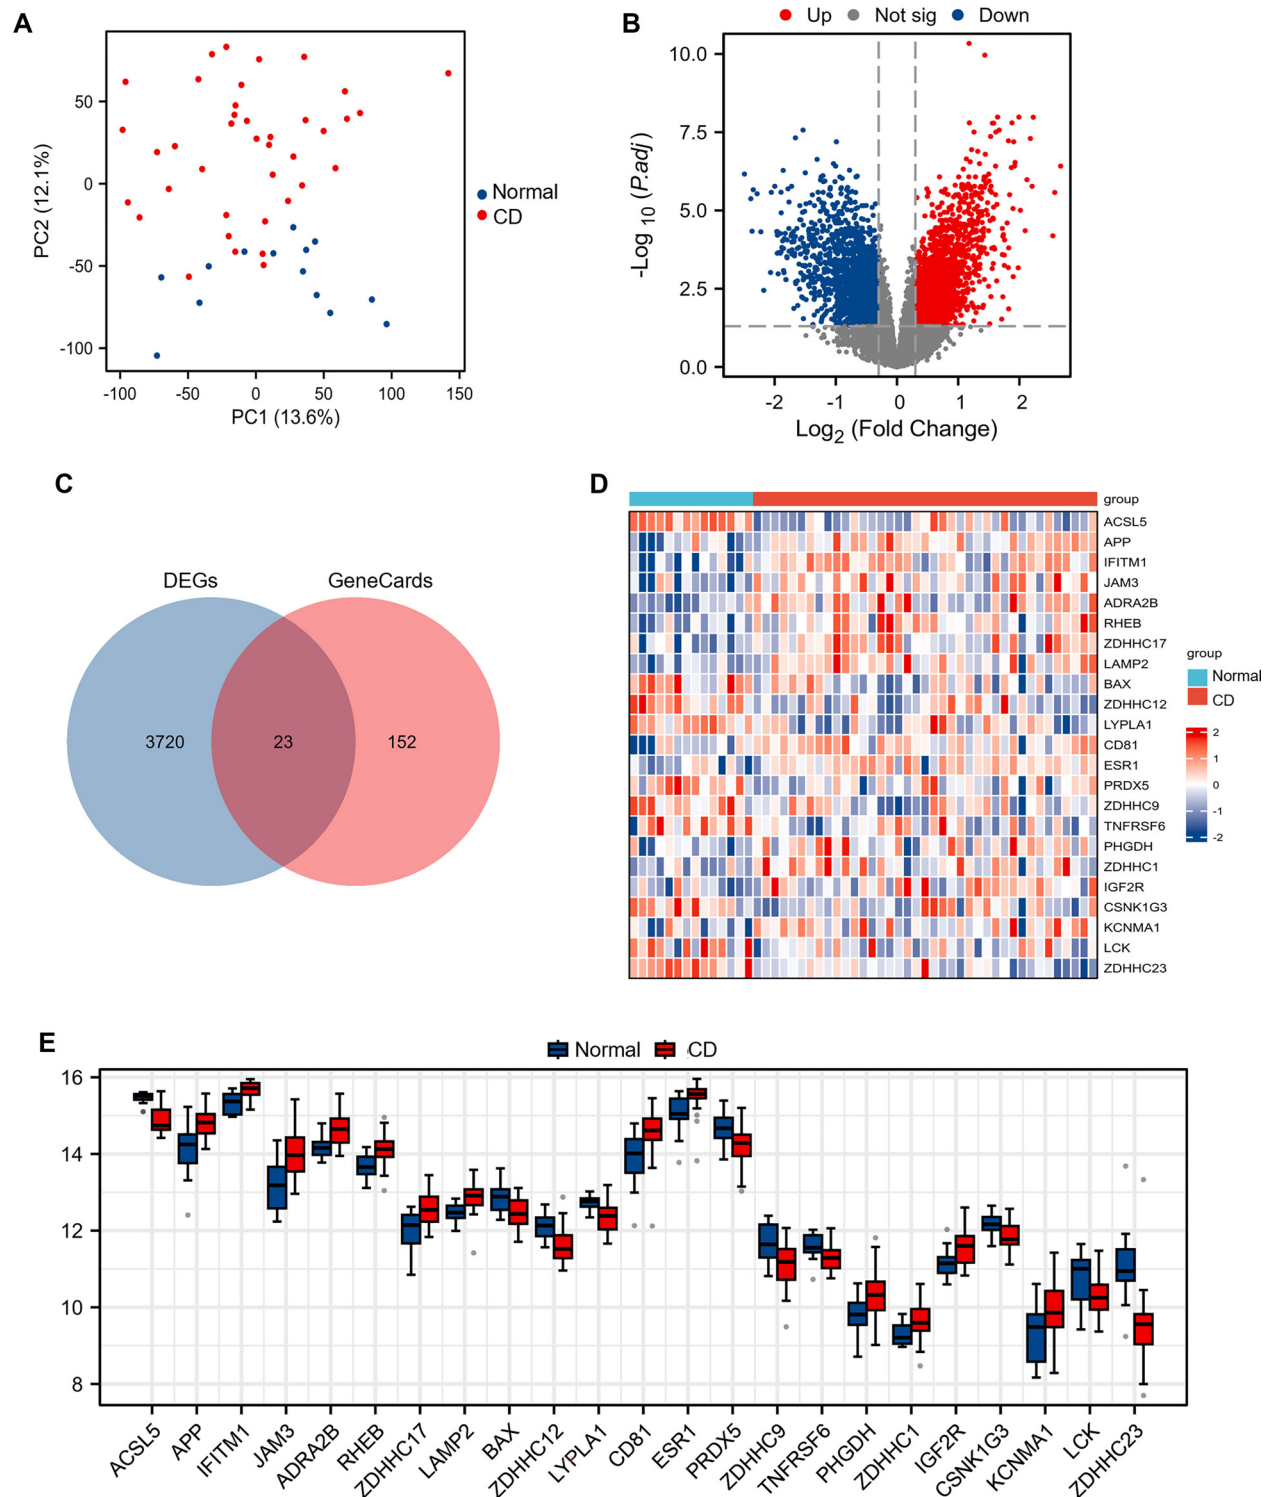 A
50
0
-50
-100
-100 -50 0 50 100 150
PC2 (12.1%)
PC1 (13.6%)
Normal
CD
B
Up Not sig Down
10.0
7.5
5.0
2.5
0.0
-2 -1 0 1 2
-Log 10 (P.adj)
Log2 (Fold Change)
C
DEGs GeneCards
3720 23 152
D
group
ACSL5
APP
IFITM1
JAM3
ADRA2B
RHEB
ZDHHC17
LAMP2
BAX
ZDHHC12
LYPLA1
CD81
ESR1
PRDX5
ZDHHC9
TNFRSF6
PHGDH
ZDHHC1
IGF2R
CSNK1G3
KCNMA1
LCK
ZDHHC23
group
Normal
CD
2
1
0
-1
-2
E
Normal CD
16
14
12
10
8
ACSL5
APP
IFITM1
JAM3
ADRA2B
RHEB
ZDHHC17
LAMP2
BAX
ZDHHC12
LYPLA1
CD81
ESR1
PRDX5
ZDHHC9
TNFRSF6
PHGDH
ZDHHC1
IGF2R
CSNK1G3
KCNMA1
LCK
ZDHHC23